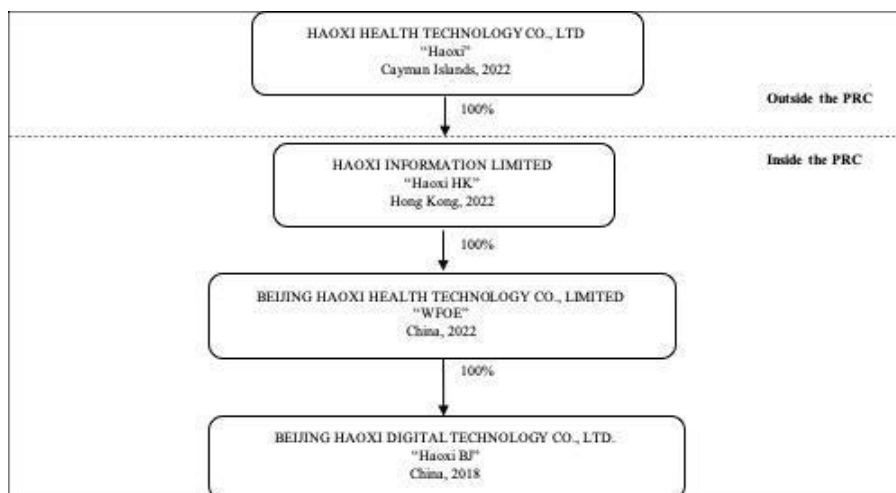 HAOXI HEALTH TECHNOLOGY CO., LTD
“Haoxi”
Cayman Islands, 2022
100%
Outside the PRC
Inside the PRC
HAOXI INFORMATION LIMITED
“Haoxi HK”
Hong Kong, 2022
100%
BEIJING HAOXI HEALTH TECHNOLOGY CO., LIMITED
“WFOE”
China, 2022
100%
BEIJING HAOXI DIGITAL TECHNOLOGY CO., LTD.
“Haoxi BJ”
China, 2018